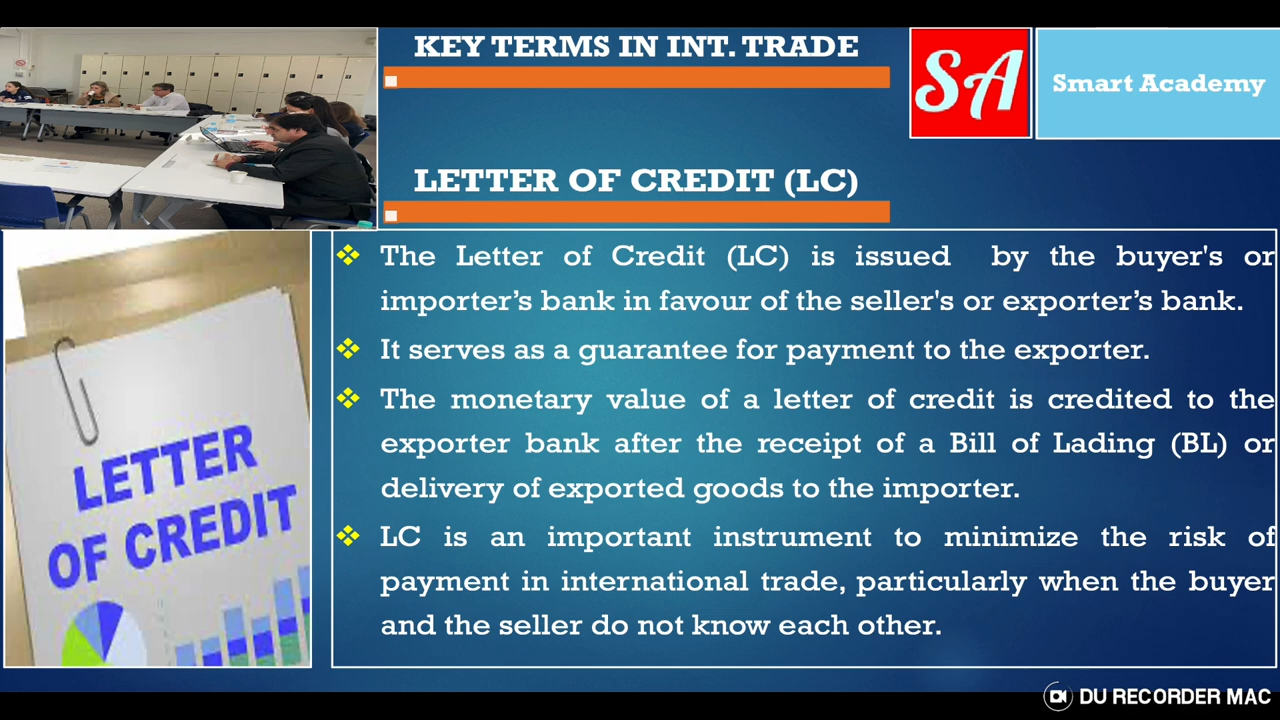 KEY TERMS IN INT. TRADE
SA
Smart Academy
LETTER OF CREDIT (LC)
The Letter of Credit (LC) is issued by the buyer's or
importer’s bank in favour of the seller's or exporter’s bank.
It serves as a guarantee for payment to the exporter.
The monetary value of a letter of credit is credited to the
exporter bank after the receipt of a Bill of Lading (BL) or
delivery of exported goods to the importer.
LC is an important instrument to minimize the risk of
payment in international trade, particularly when the buyer
and the seller do not know each other.
LETTER
OF CREDIT
DU RECORDER MAC